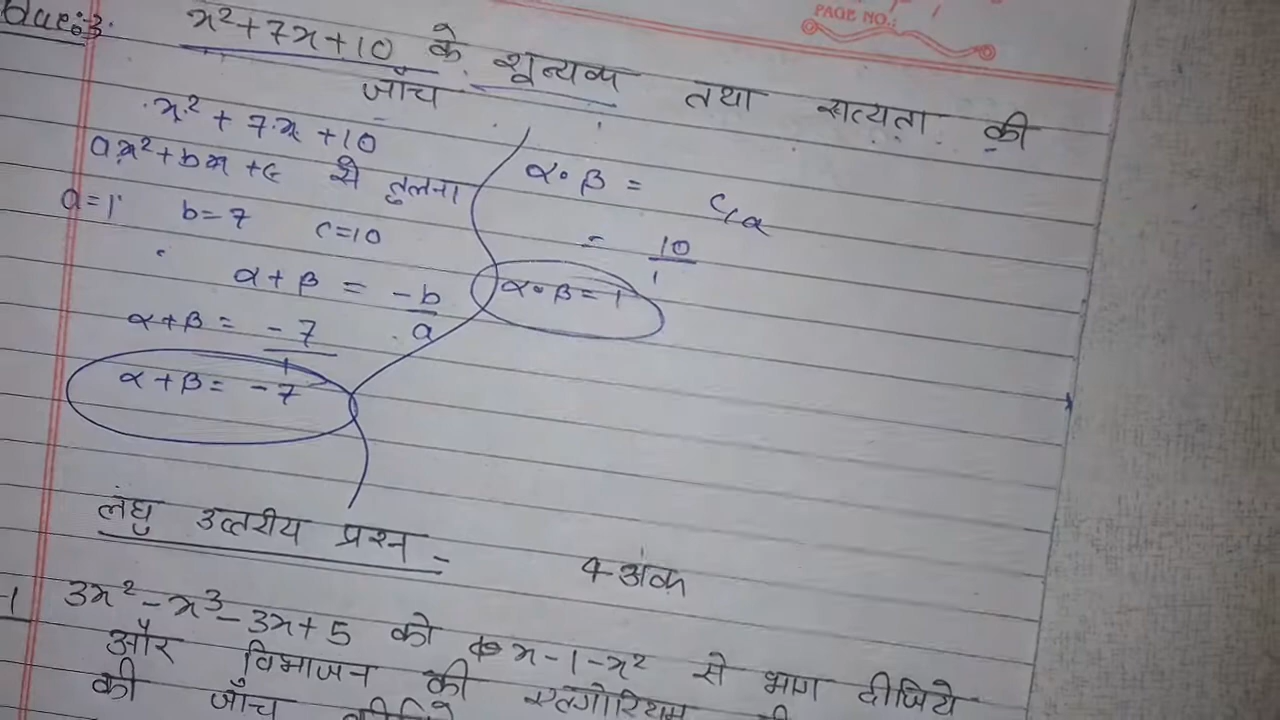 Que:-3. x²+7x+10 के शून्यक तथा सत्यता की
जाँच
x² + 7x + 10
ax² + bx + c से तुलना
a=1 b=7 c=10
α+β = -b/a
α+β = -7/1
α+β = -7
α•β = c/a
= 10/1
α•β = 1
लघु उत्तरीय प्रश्न - 4 अंक
-1 3x²-x³-3x+5 को x-1-x² से भाग दीजिये
और विभाजन की एल्गोरिथम
की जाँच
PAGE NO.: